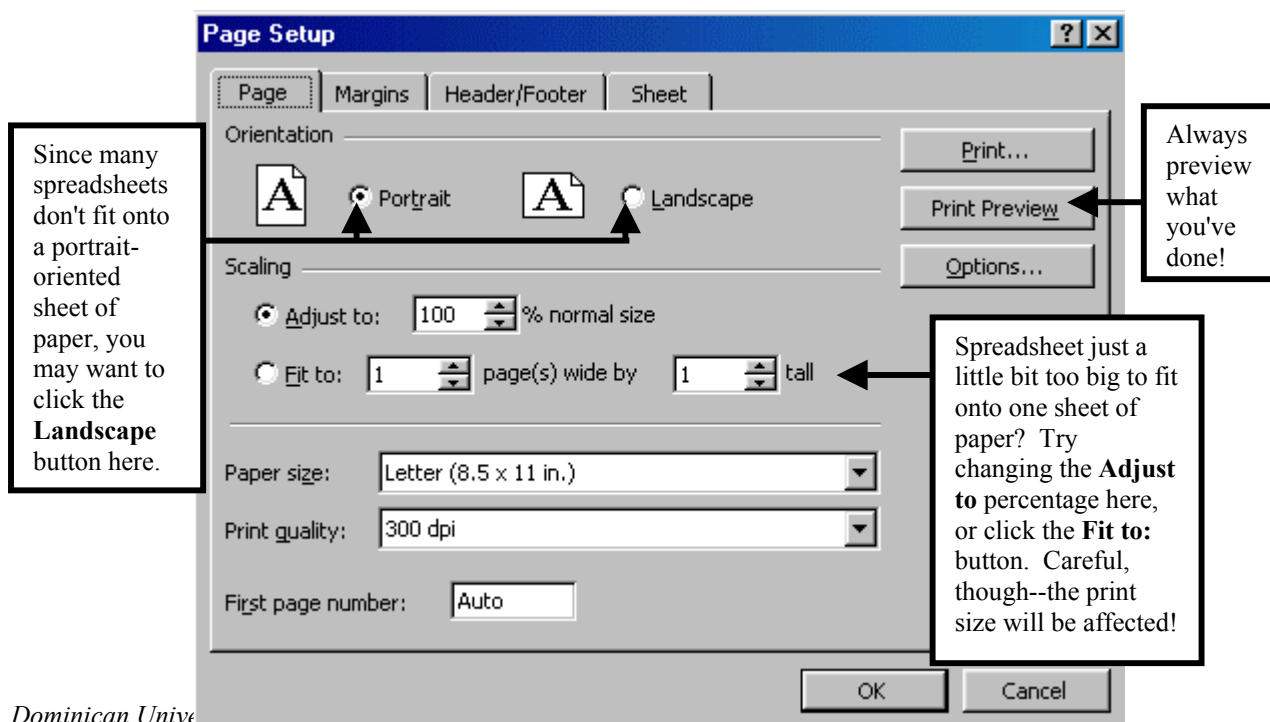 Page Setup
Page Margins Header/Footer Sheet
Orientation
A Portrait A Landscape
Print...
Print Preview
Options...
Since many
spreadsheets
don't fit onto
a portrait-
oriented
sheet of
paper, you
may want to
click the
Landscape
button here.
Always
preview
what
you've
done!
Scaling
Adjust to: 100 % normal size
Fit to: 1 page(s) wide by 1 tall
Spreadsheet just a
little bit too big to fit
onto one sheet of
paper? Try
changing the Adjust
to percentage here,
or click the Fit to:
button. Careful,
though--the print
size will be affected!
Paper size: Letter (8.5 x 11 in.)
Print quality: 300 dpi
First page number: Auto
OK Cancel
Dominican